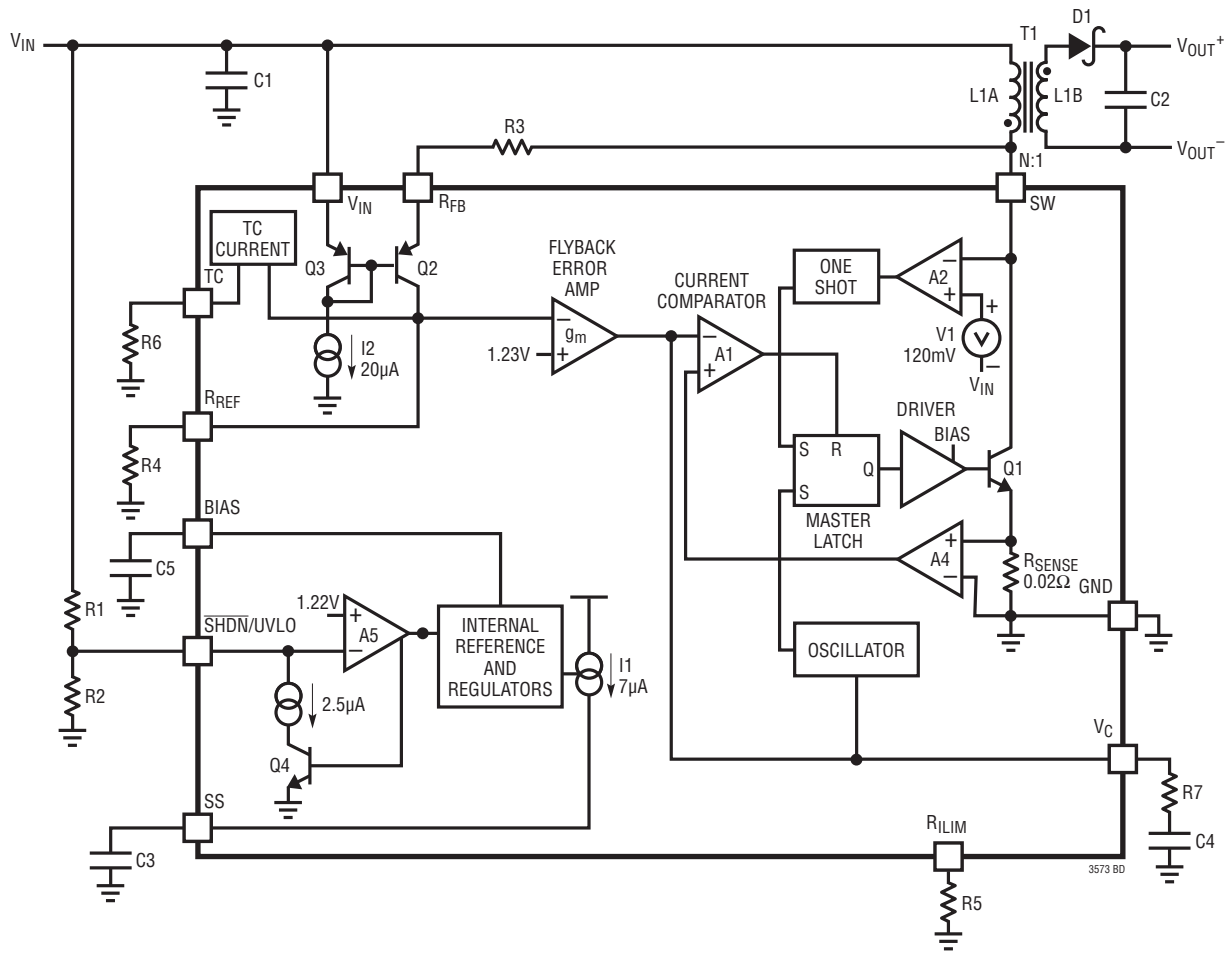 T1
D1
VIN
VOUT+
C1
L1A
L1B
C2
R3
VOUT−
N:1
VIN
RFB
SW
TC
CURRENT
TC
Q3
Q2
FLYBACK
ERROR
AMP
CURRENT
COMPARATOR
ONE
SHOT
A2
−
+
+
V1
120mV
V
−
VIN
R6
I2
20µA
−
gm
1.23V
+
−
A1
+
RREF
R4
DRIVER
BIAS
S
R
Q
S
Q1
MASTER
LATCH
BIAS
C5
+
A4
−
RSENSE
0.02Ω
GND
R1
1.22V
+
A5
−
SHDN/UVLO
INTERNAL
REFERENCE
AND
REGULATORS
OSCILLATOR
I1
7µA
R2
2.5µA
Q4
VC
SS
R7
RILIM
C3
C4
3573 BD
R5